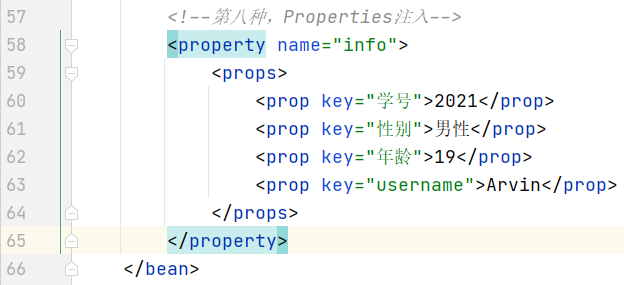 57 <!--第八种，Properties注入-->
58 <property name="info">
59 <props>
60 <prop key="学号">2021</prop>
61 <prop key="性别">男性</prop>
62 <prop key="年龄">19</prop>
63 <prop key="username">Arvin</prop>
64 </props>
65 </property>
66 </bean>